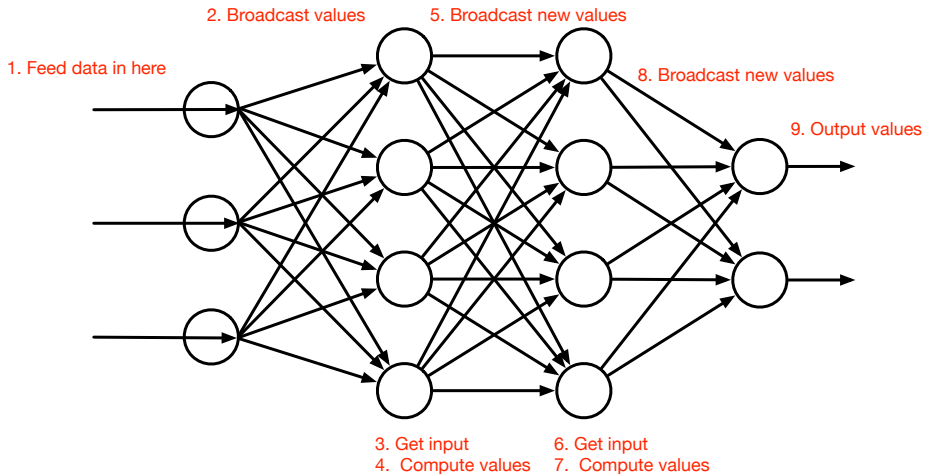 1. Feed data in here
2. Broadcast values
3. Get input
4. Compute values
5. Broadcast new values
6. Get input
7. Compute values
8. Broadcast new values
9. Output values